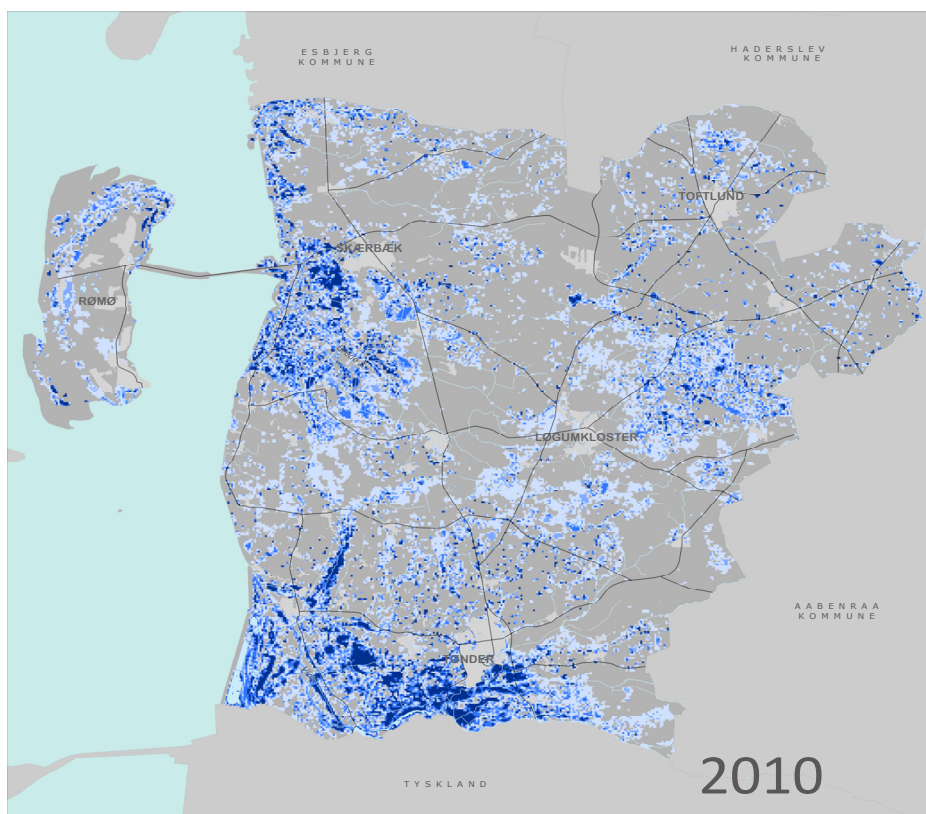 ESBJERG
KOMMUNE
HADERSLEV
KOMMUNE
TOFTLUND
SKÆRBÆK
RØMØ
LØGUMKLOSTER
AABENRAA
KOMMUNE
TØNDER
TYSKLAND
2010